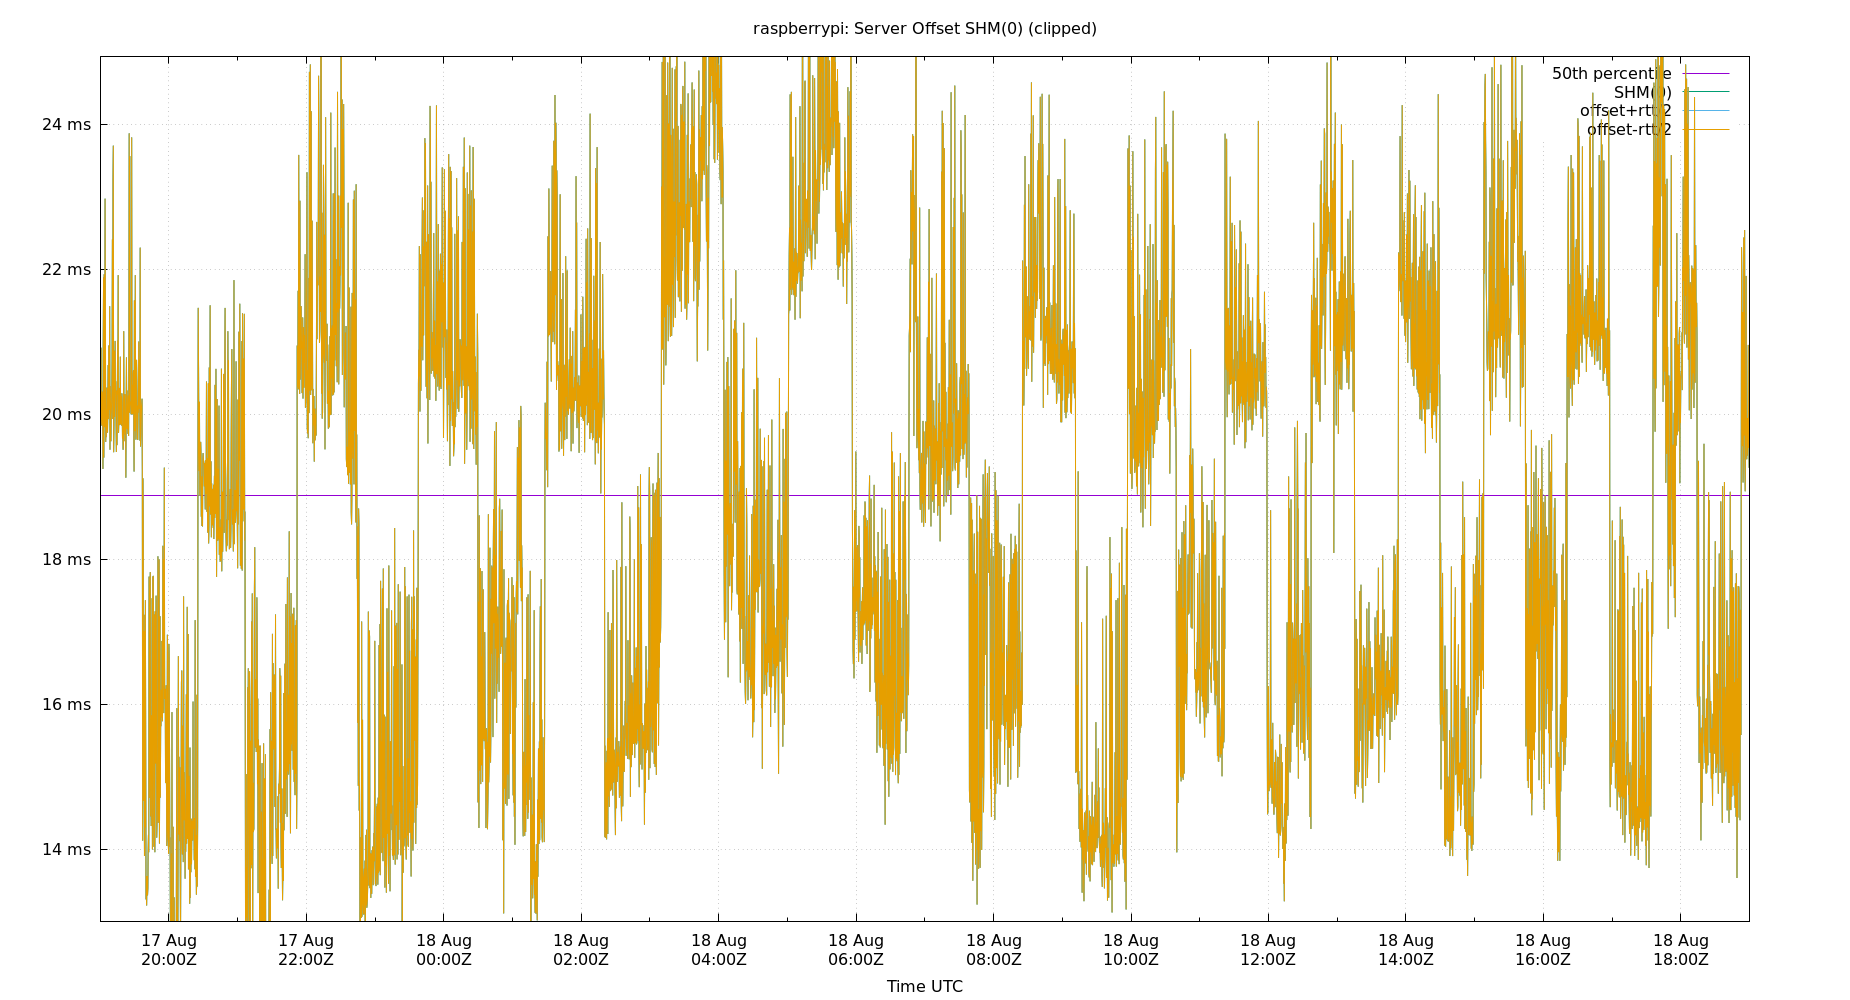 raspberrypi: Server Offset SHM(0) (clipped)
50th percentile
SHM(0)
offset+rtt/2
offset-rtt/2
24 ms
22 ms
20 ms
18 ms
16 ms
14 ms
17 Aug 17 Aug 18 Aug 18 Aug 18 Aug 18 Aug 18 Aug 18 Aug 18 Aug 18 Aug 18 Aug 18 Aug
20:00Z 22:00Z 00:00Z 02:00Z 04:00Z 06:00Z 08:00Z 10:00Z 12:00Z 14:00Z 16:00Z 18:00Z
Time UTC